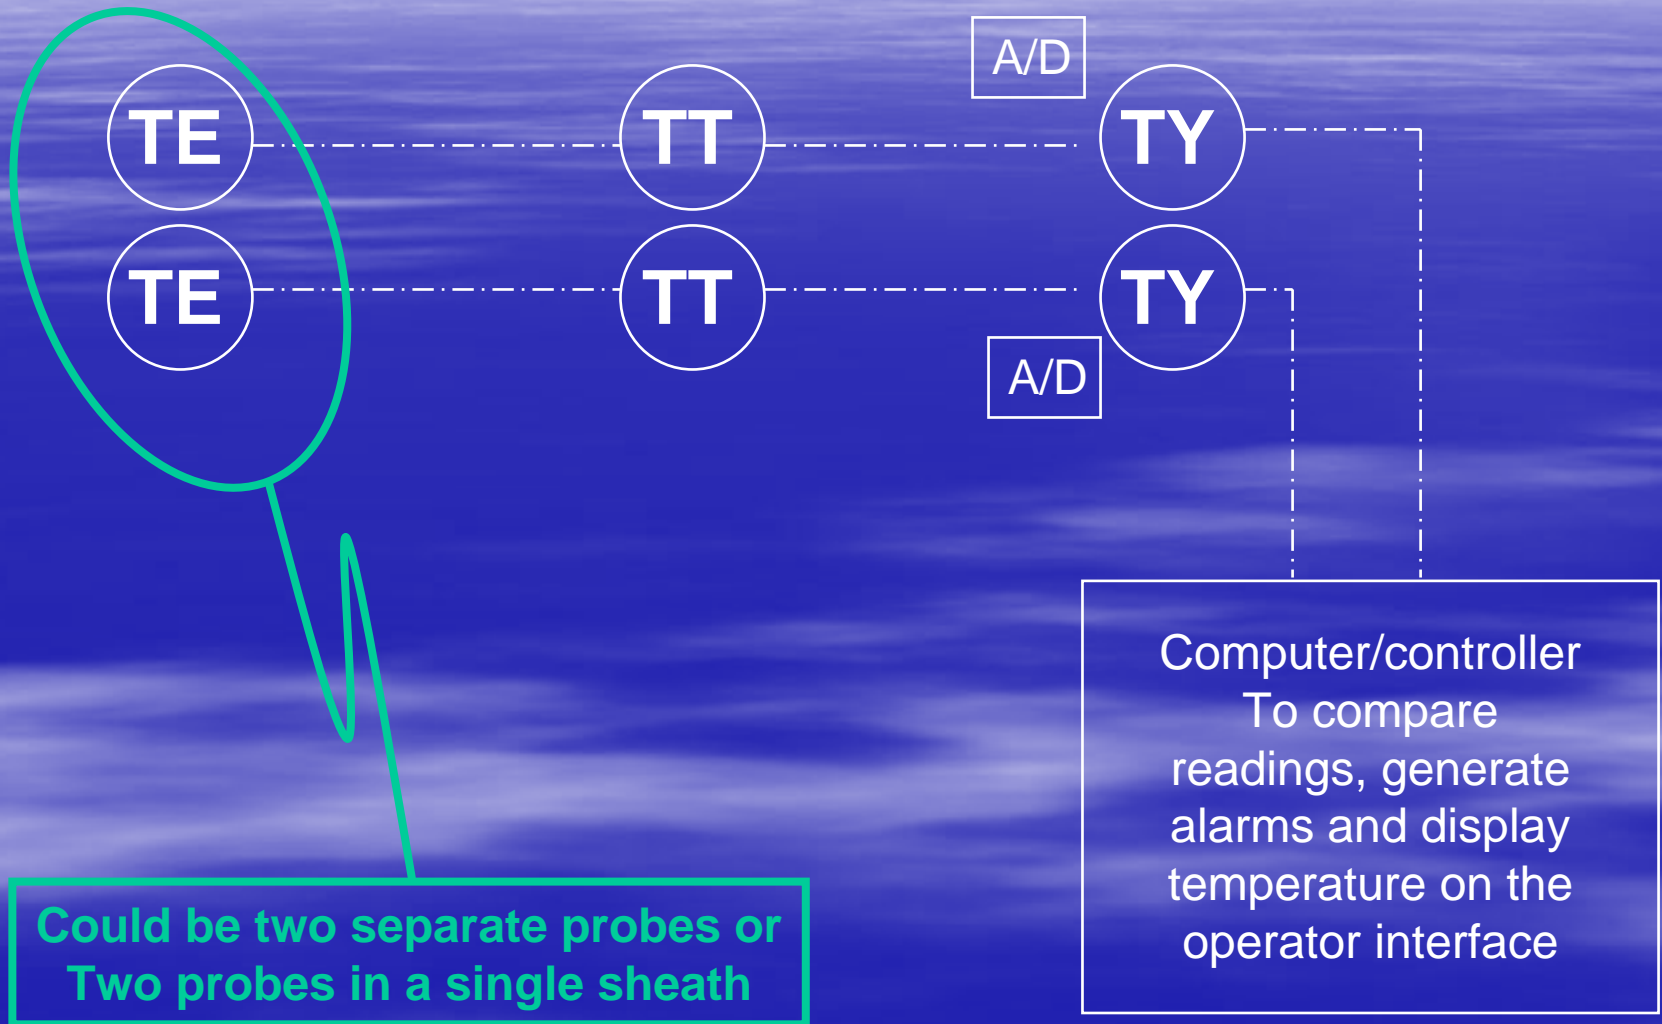 A/D
TE TT TY
TE TT TY
A/D
Computer/controller
To compare
readings, generate
alarms and display
temperature on the
operator interface
Could be two separate probes or
Two probes in a single sheath